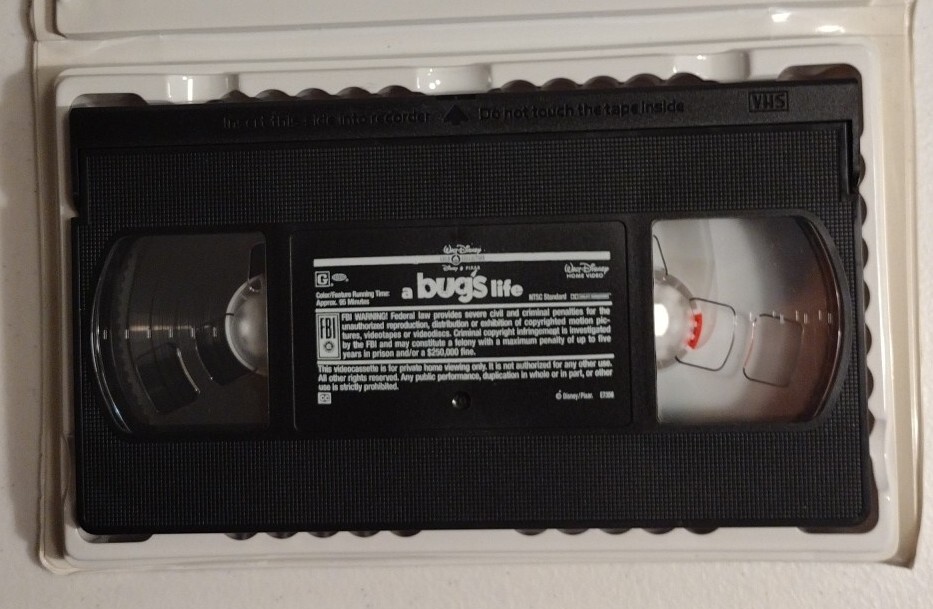 Insert this side into recorder Do not touch the tape inside VHS
Walt Disney
Disney PIXAR
G
Walt Disney
HOME VIDEO
Color/Feature Running Time:
Approx. 95 Minutes
a bug's life
NTSC Standard
FBI
FBI WARNING! Federal law provides severe civil and criminal penalties for the
unauthorized reproduction, distribution or exhibition of copyrighted motion pic-
tures, videotapes or videodiscs. Criminal copyright infringement is investigated
by the FBI and may constitute a felony with a maximum penalty of up to five
years in prison and/or a $250,000 fine.
This videocassette is for private home viewing only. It is not authorized for any other use.
All other rights reserved. Any public performance, duplication in whole or in part, or other
use is strictly prohibited.
© Disney/Pixar